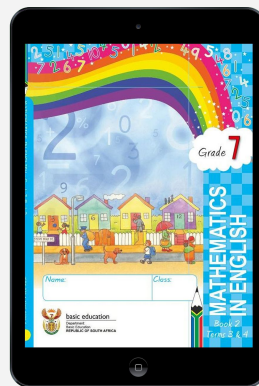 Grade 7
MATHEMATICS
IN ENGLISH
Book 2
Terms 3 & 4
Name:
Class:
basic education
Department:
Basic Education
REPUBLIC OF SOUTH AFRICA